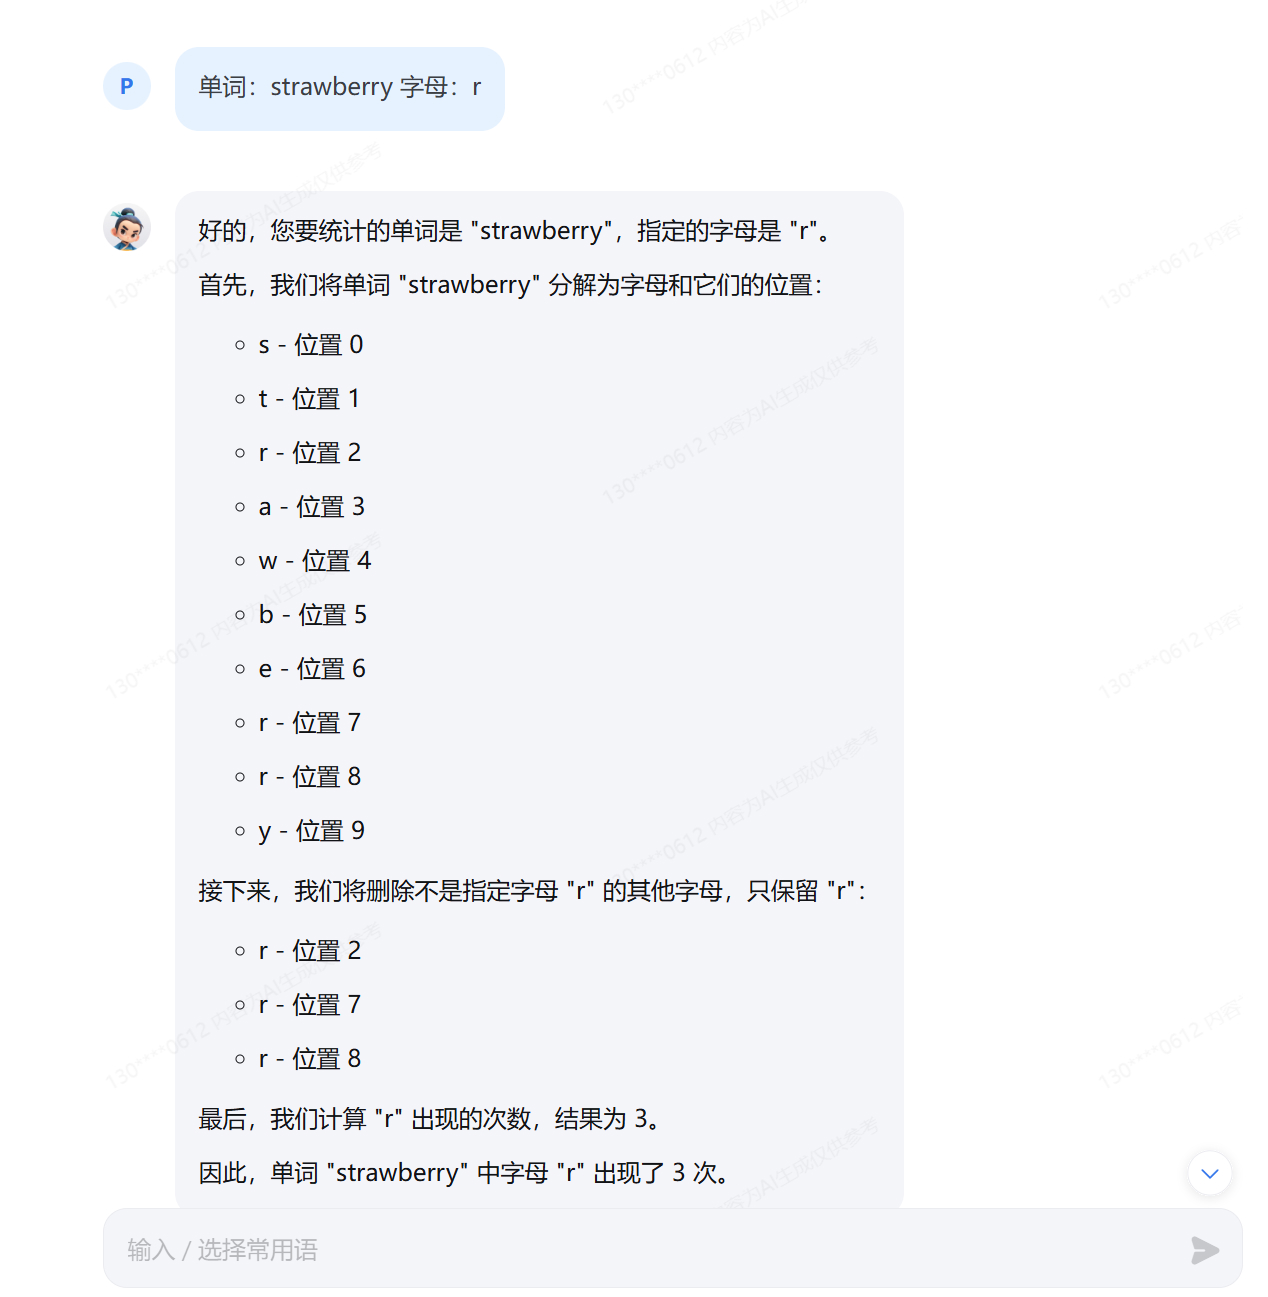 P
单词：strawberry 字母：r
好的，您要统计的单词是 "strawberry"，指定的字母是 "r"。
首先，我们将单词 "strawberry" 分解为字母和它们的位置：
s - 位置 0
t - 位置 1
r - 位置 2
a - 位置 3
w - 位置 4
b - 位置 5
e - 位置 6
r - 位置 7
r - 位置 8
y - 位置 9
接下来，我们将删除不是指定字母 "r" 的其他字母，只保留 "r"：
r - 位置 2
r - 位置 7
r - 位置 8
最后，我们计算 "r" 出现的次数，结果为 3。
因此，单词 "strawberry" 中字母 "r" 出现了 3 次。
输入 / 选择常用语
130****0612 内容为AI生成仅供参考